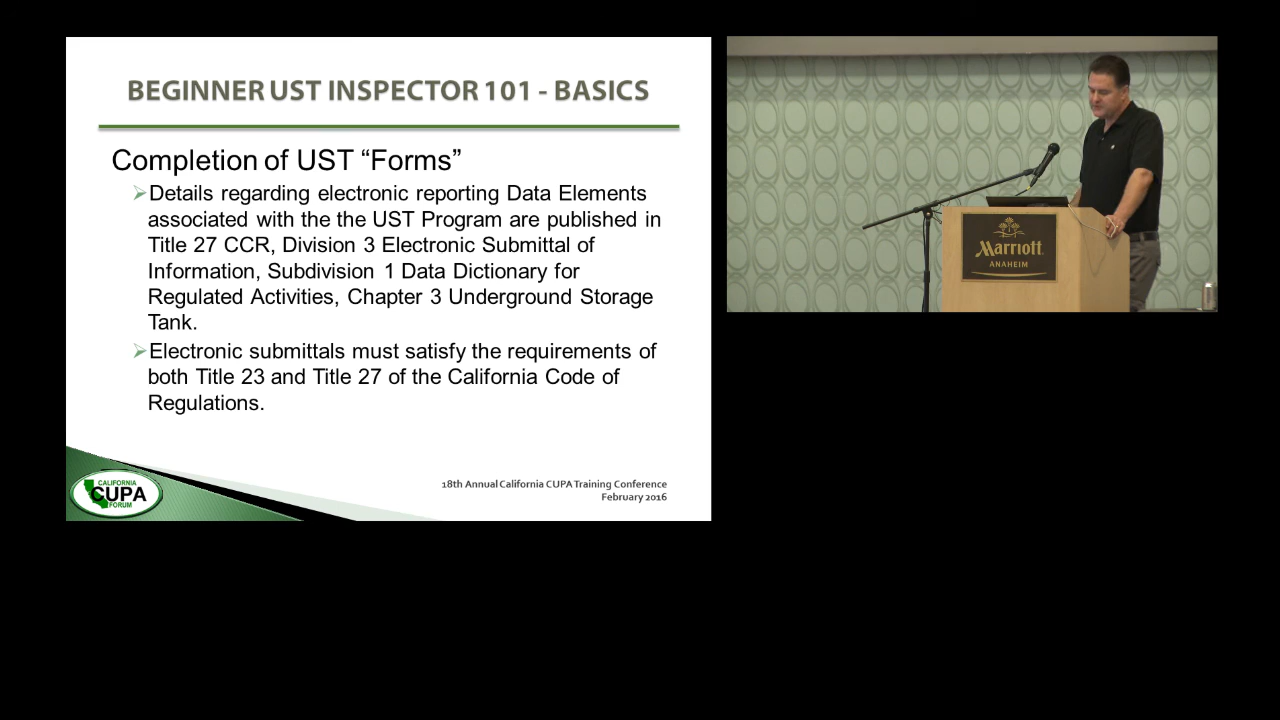 BEGINNER UST INSPECTOR 101 - BASICS
Completion of UST “Forms”
Details regarding electronic reporting Data Elements
associated with the the UST Program are published in
Title 27 CCR, Division 3 Electronic Submittal of
Information, Subdivision 1 Data Dictionary for
Regulated Activities, Chapter 3 Underground Storage
Tank.
Electronic submittals must satisfy the requirements of
both Title 23 and Title 27 of the California Code of
Regulations.
18th Annual California CUPA Training Conference
February 2016
CALIFORNIA
CUPA
FORUM
Marriott
ANAHEIM